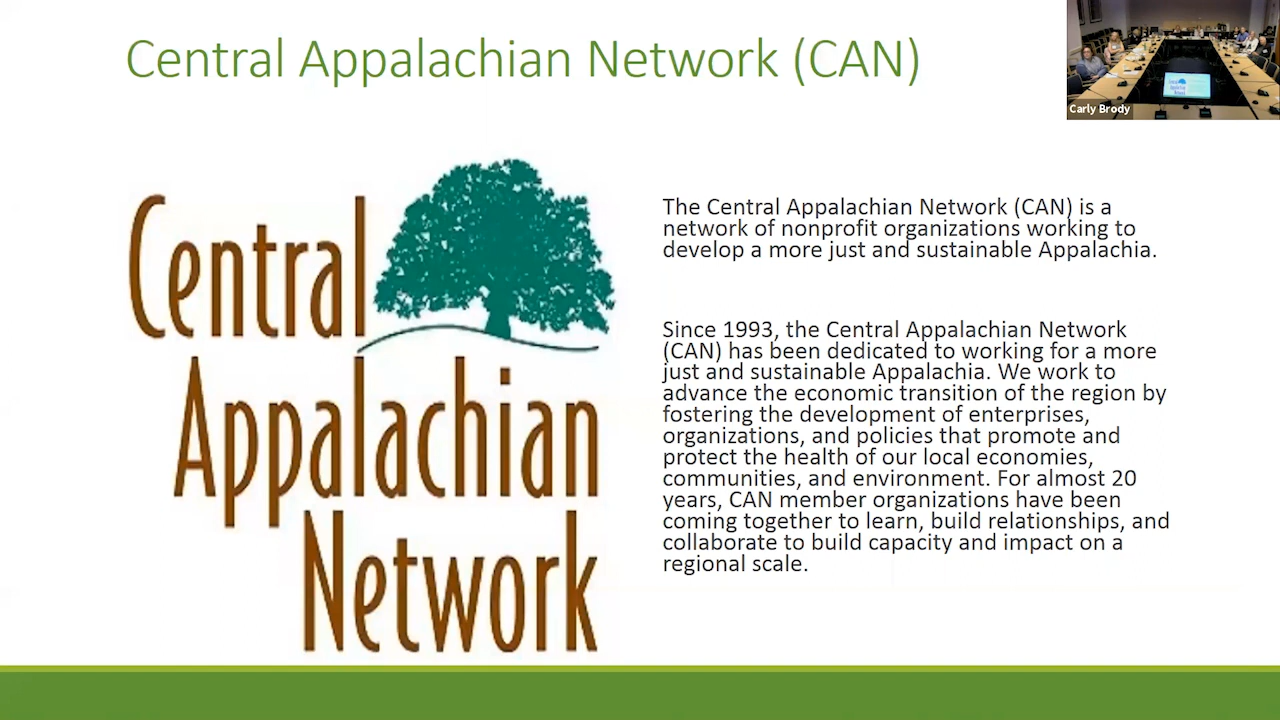 Central Appalachian Network (CAN)
Carly Brody
Central
Appalachian
Network
The Central Appalachian Network (CAN) is a
network of nonprofit organizations working to
develop a more just and sustainable Appalachia.
Since 1993, the Central Appalachian Network
(CAN) has been dedicated to working for a more
just and sustainable Appalachia. We work to
advance the economic transition of the region by
fostering the development of enterprises,
organizations, and policies that promote and
protect the health of our local economies,
communities, and environment. For almost 20
years, CAN member organizations have been
coming together to learn, build relationships, and
collaborate to build capacity and impact on a
regional scale.